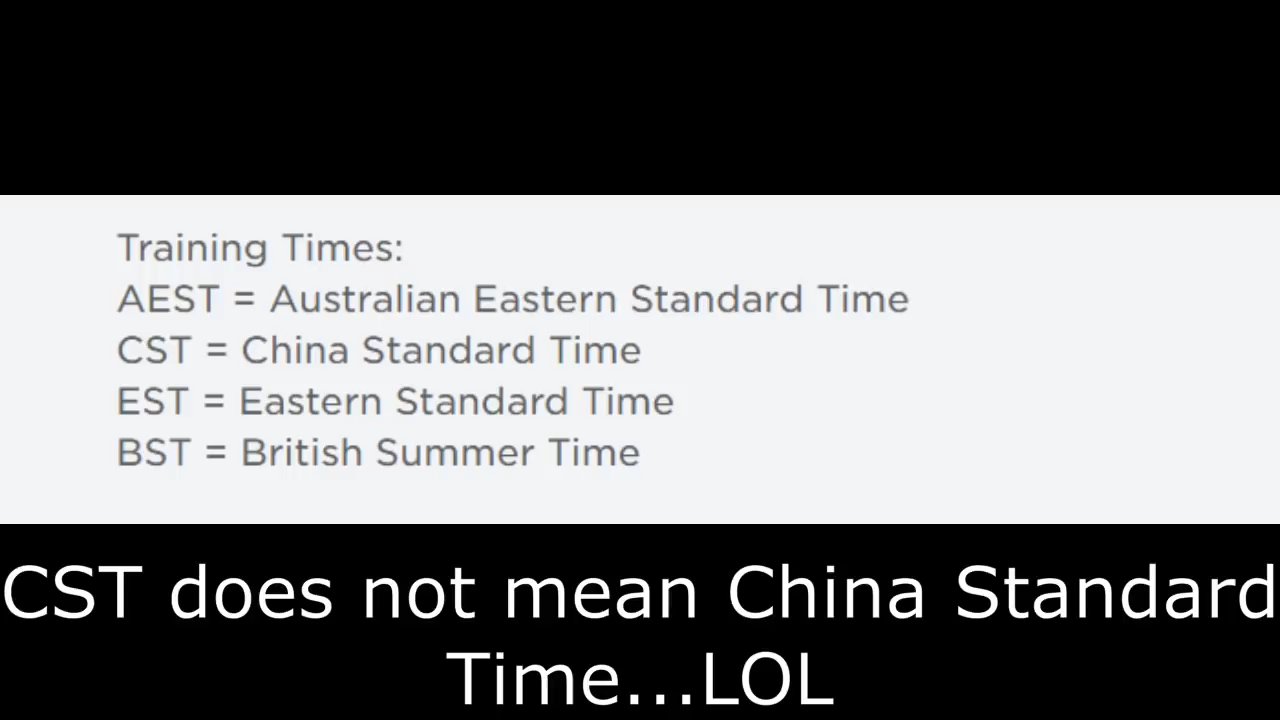 Training Times:
AEST = Australian Eastern Standard Time
CST = China Standard Time
EST = Eastern Standard Time
BST = British Summer Time
CST does not mean China Standard
Time...LOL